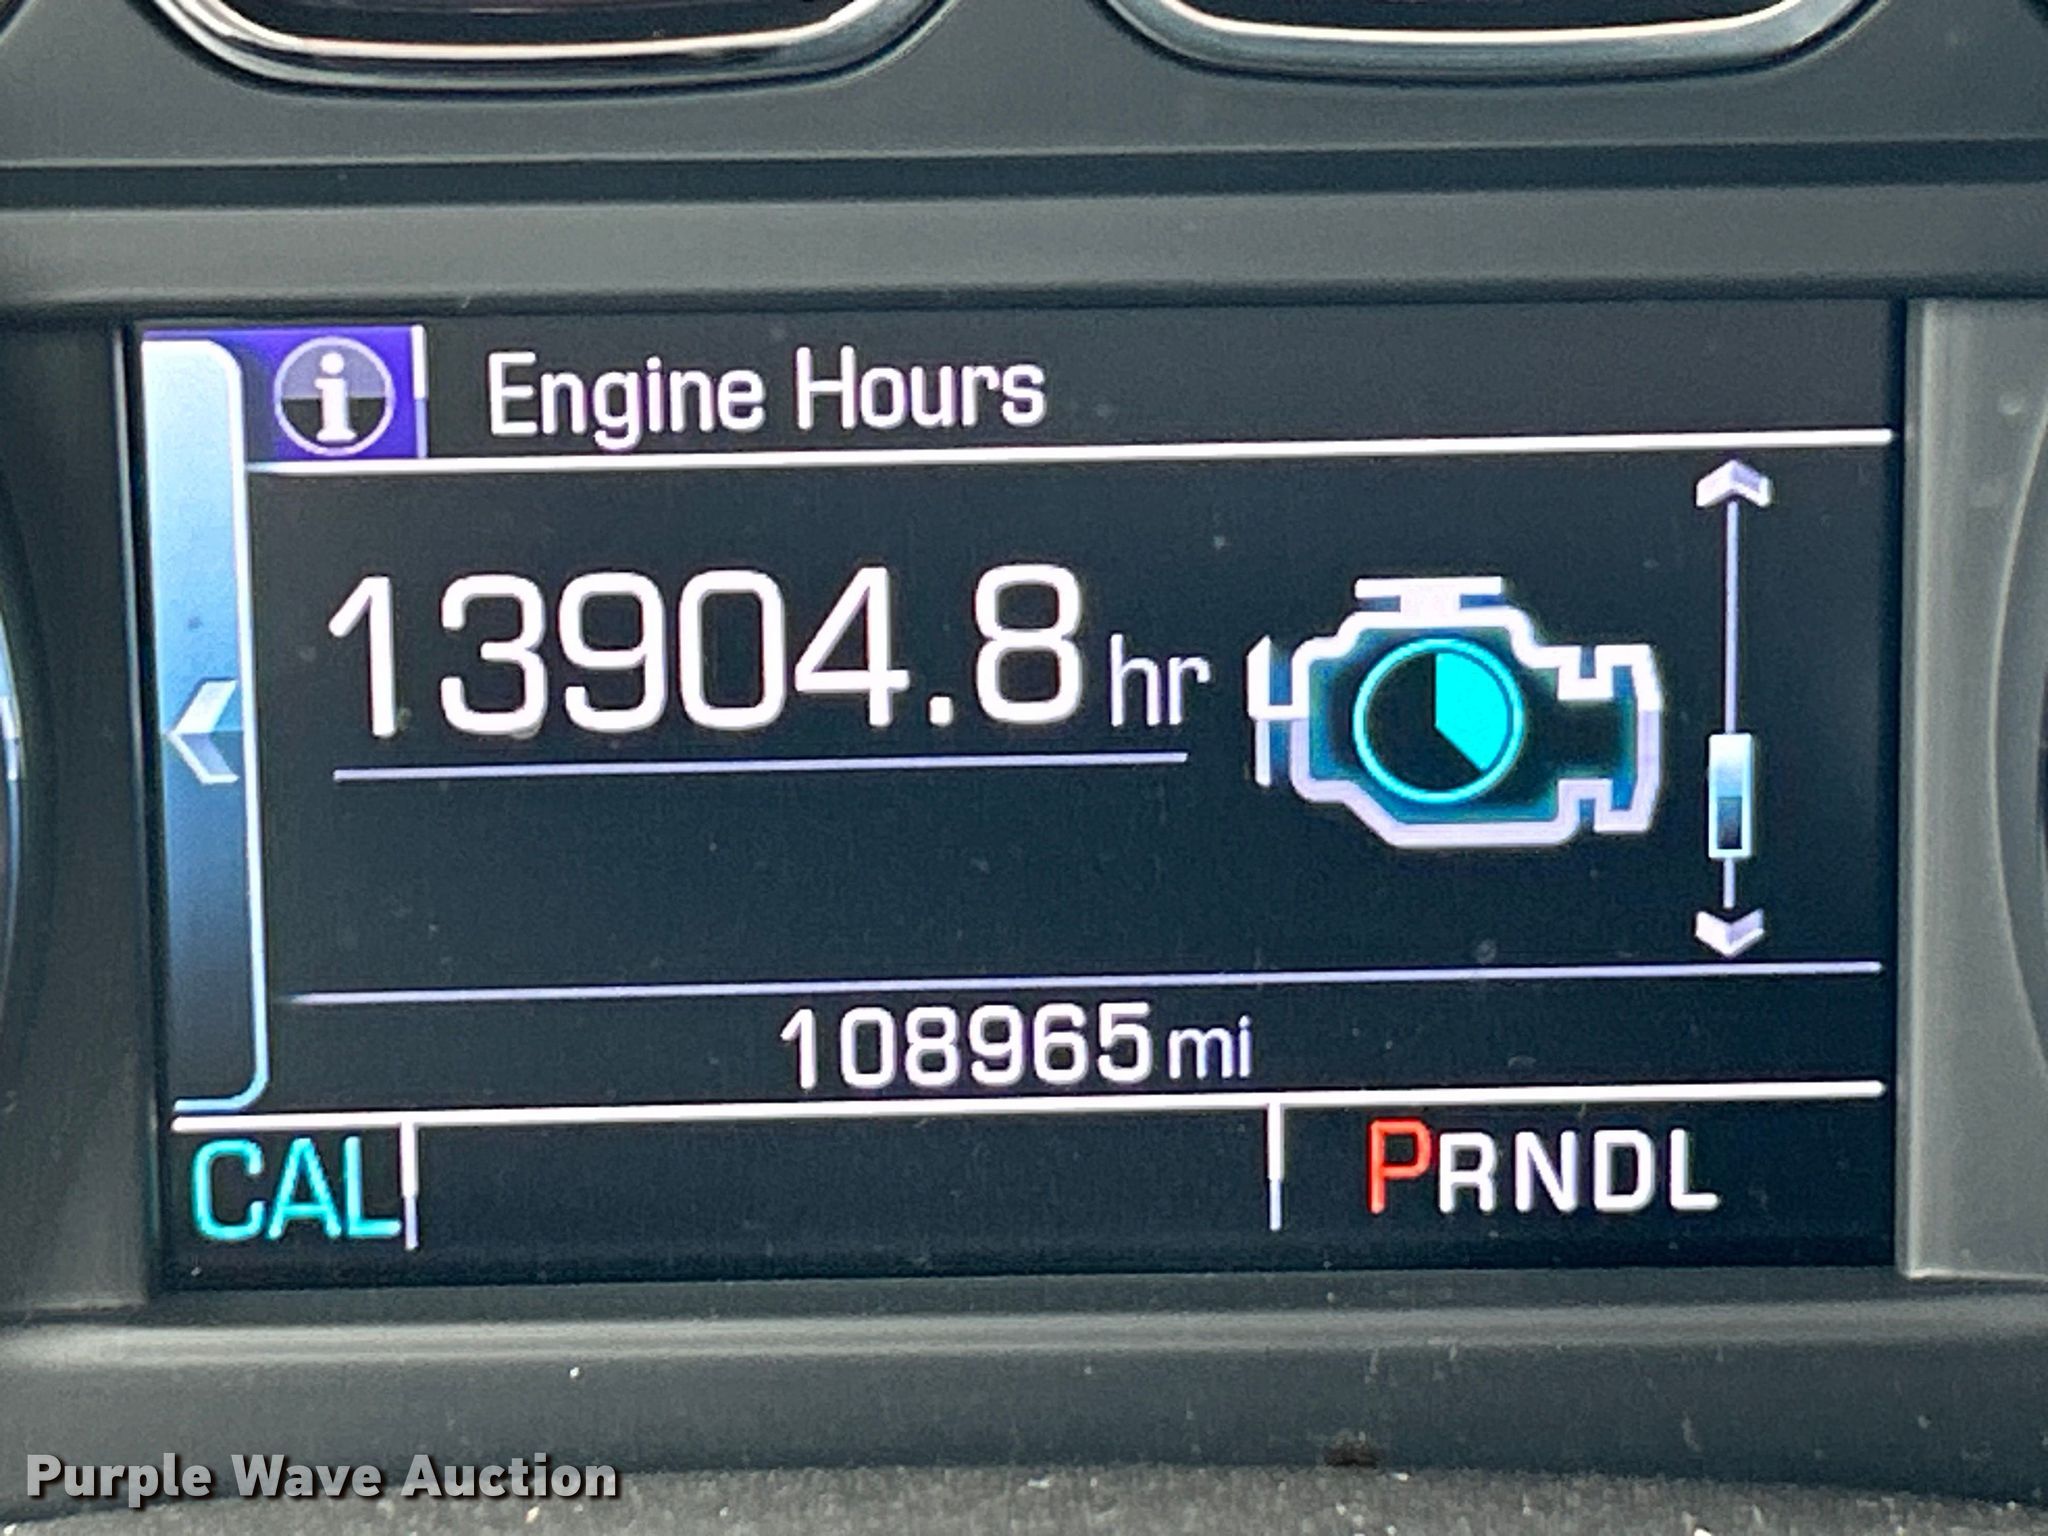 Engine Hours
13904.8 hr
108965 mi
CAL PRNDL
Purple Wave Auction